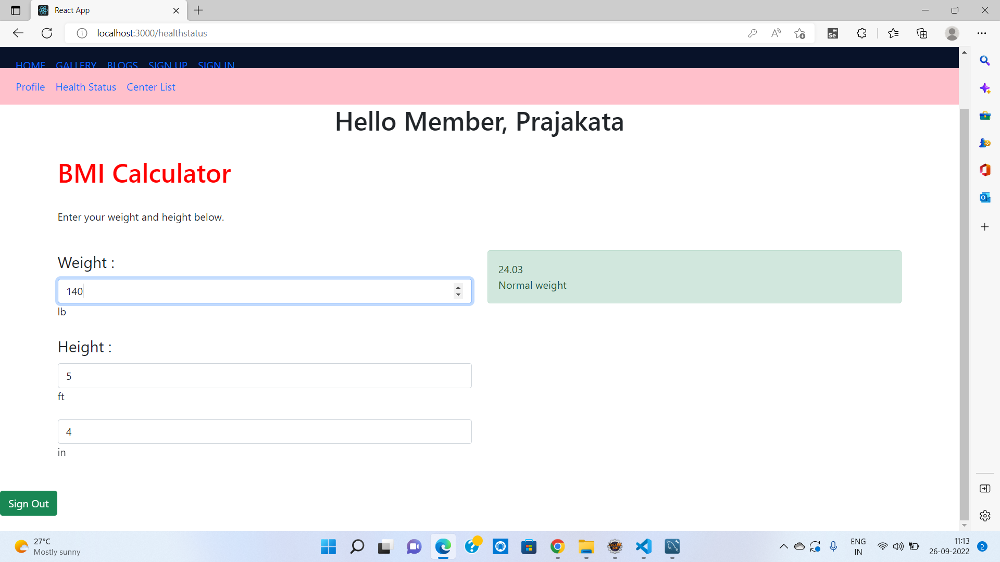 React App
localhost:3000/healthstatus
HOME GALLERY BLOGS SIGN UP SIGN IN
Profile Health Status Center List
Hello Member, Prajakata
BMI Calculator
Enter your weight and height below.
Weight :
140
lb
24.03
Normal weight
Height :
5
ft
4
in
Sign Out
27°C
Mostly sunny
ENG
IN
11:13
26-09-2022
2